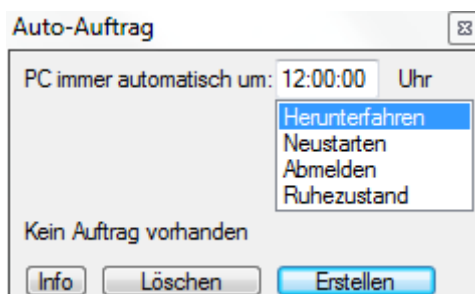 Auto-Auftrag
PC immer automatisch um: 12:00:00 Uhr
Herunterfahren
Neustarten
Abmelden
Ruhezustand
Kein Auftrag vorhanden
Info Löschen Erstellen